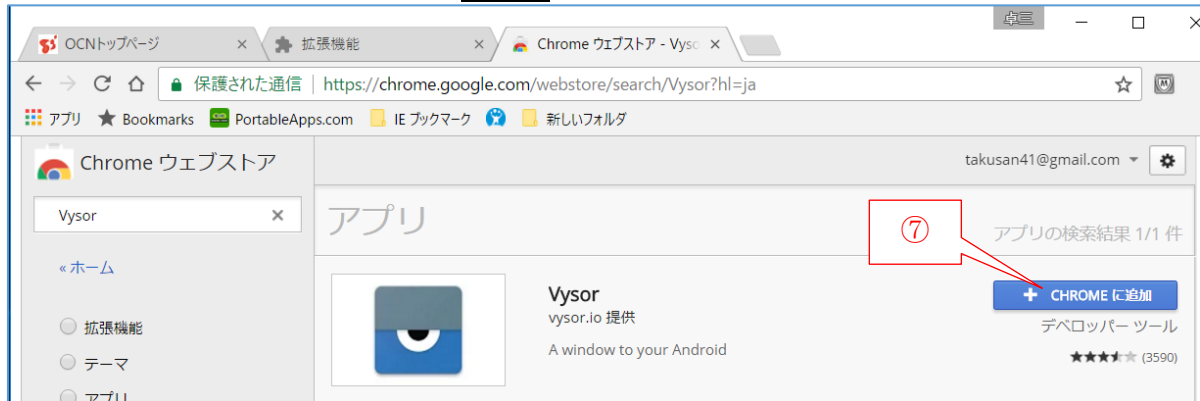 卓三
OCNトップページ
拡張機能
Chrome ウェブストア - Vyso
保護された通信 | https://chrome.google.com/webstore/search/Vysor?hl=ja
アプリ Bookmarks PortableApps.com IE ブックマーク 新しいフォルダ
Chrome ウェブストア
takusan41@gmail.com
Vysor
アプリ
⑦
アプリの検索結果 1/1 件
«ホーム
Vysor
CHROME に追加
vysor.io 提供
デベロッパー ツール
拡張機能
A window to your Android
(3590)
テーマ
アプリ